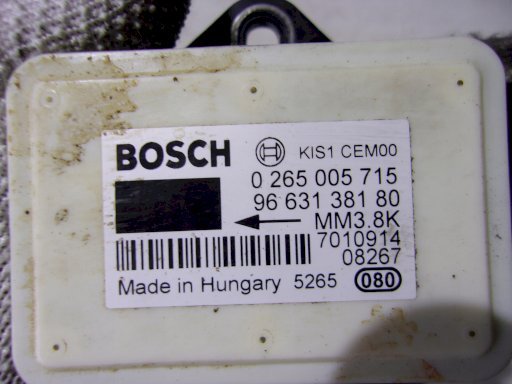 BOSCH KIS1 CEM00
0 265 005 715
96 631 381 80
MM3.8K
7010914
08267
Made in Hungary 5265 080